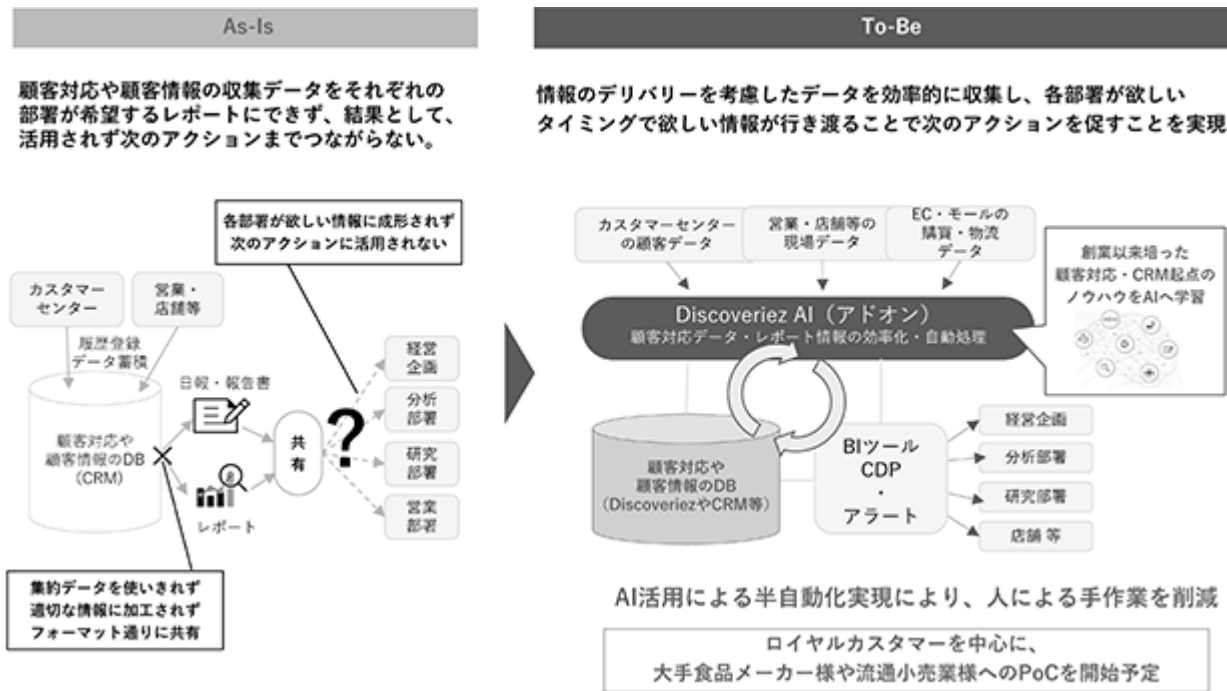 As-Is
顧客対応や顧客情報の収集データをそれぞれの
部署が希望するレポートにできず、結果として、
活用されず次のアクションまでつながらない。
各部署が欲しい情報に成形されず
次のアクションに活用されない
カスタマー
センター
営業・
店舗等
履歴登録
データ蓄積
日報・報告書
顧客対応や
顧客情報のDB
（CRM）
レポート
共
有
?
経営
企画
分析
部署
研究
部署
営業
部署
集約データを使いきれず
適切な情報に加工されず
フォーマット通りに共有
To-Be
情報のデリバリーを考慮したデータを効率的に収集し、各部署が欲しい
タイミングで欲しい情報が行き渡ることで次のアクションを促すことを実現
カスタマーセンター
の顧客データ
営業・店舗等の
現場データ
EC・モールの
購買・物流
データ
創業以来培った
顧客対応・CRM起点の
ノウハウをAIへ学習
Discoveriez AI（アドオン）
顧客対応データ・レポート情報の効率化・自動処理
顧客対応や
顧客情報のDB
（DiscoveriezやCRM等）
BIツール
CDP
・
アラート
経営企画
分析部署
研究部署
店舗 等
AI活用による半自動化実現により、人による手作業を削減
ロイヤルカスタマーを中心に、
大手食品メーカー様や流通小売業様へのPoCを開始予定